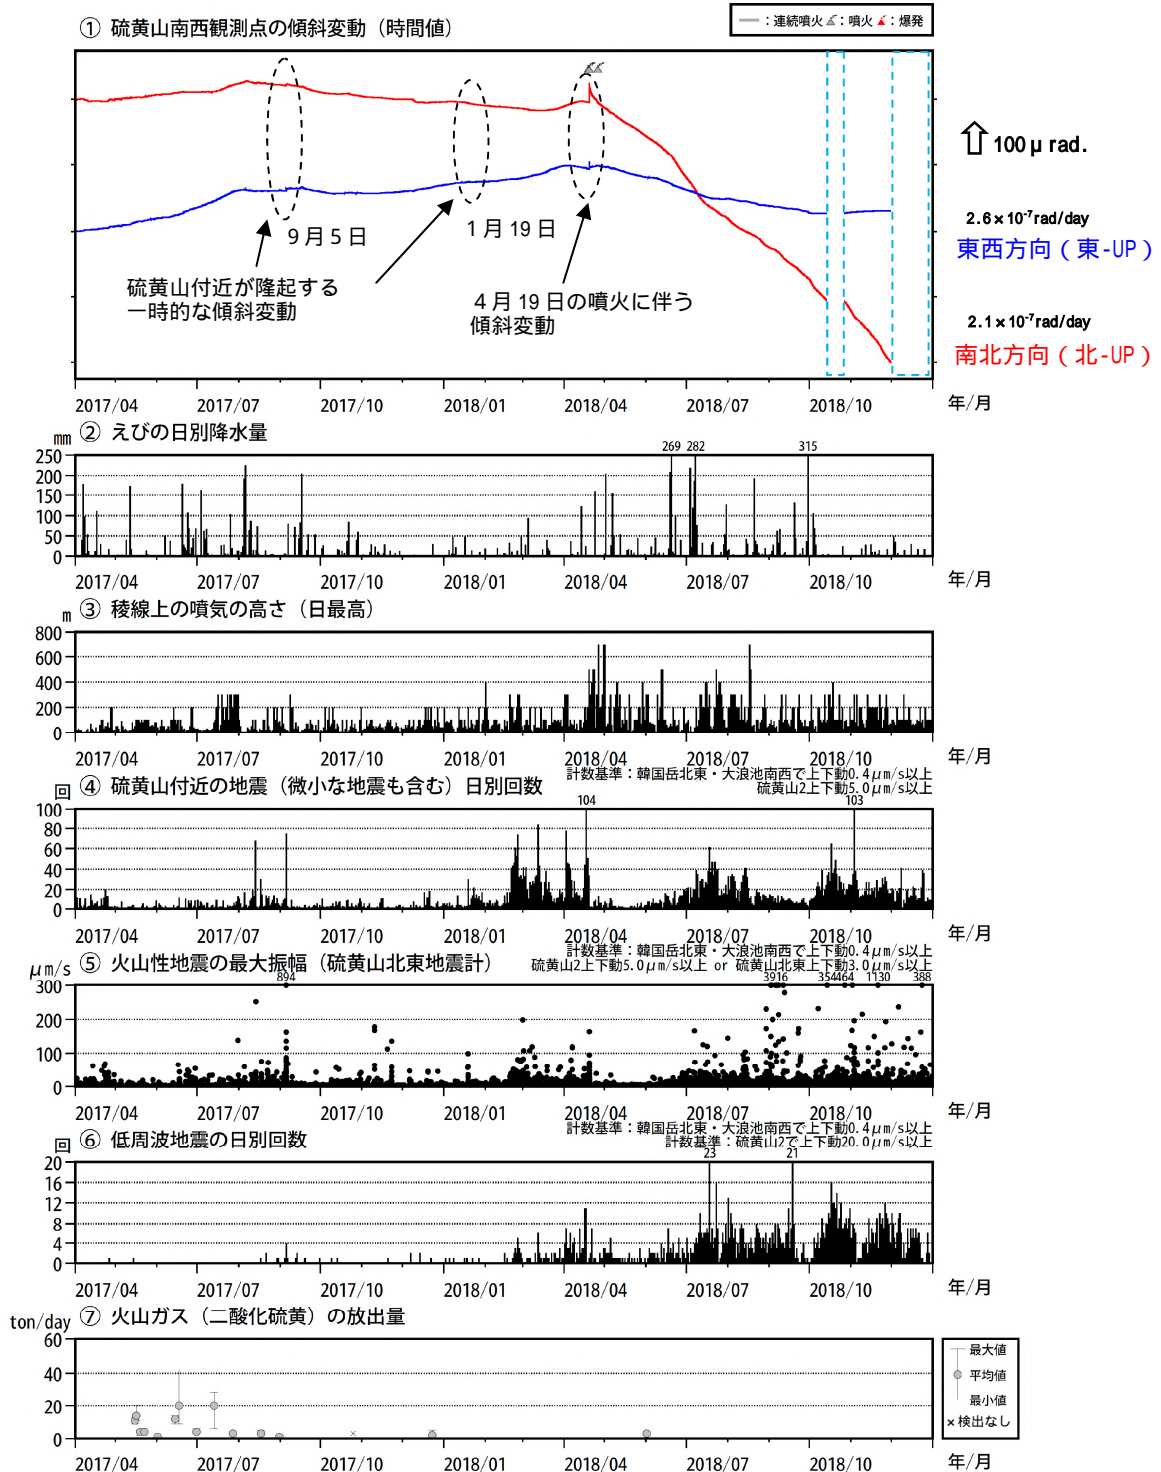 ① 硫黄山南西観測点の傾斜変動（時間値）
：連続噴火 ：噴火 ：爆発
100μrad.
2.6×10⁻⁷rad/day
東西方向（東-UP）
2.1×10⁻⁷rad/day
南北方向（北-UP）
9月5日
1月19日
硫黄山付近が隆起する
一時的な傾斜変動
4月19日の噴火に伴う
傾斜変動
2017/04 2017/07 2017/10 2018/01 2018/04 2018/07 2018/10 年/月
mm ② えびの日別降水量
269 282 315
250
200
150
100
50
0
2017/04 2017/07 2017/10 2018/01 2018/04 2018/07 2018/10 年/月
m ③ 稜線上の噴気の高さ（日最高）
800
600
400
200
0
2017/04 2017/07 2017/10 2018/01 2018/04 2018/07 2018/10 年/月
計数基準：韓国岳北東・大浪池南西で上下動0.4μm/s以上
硫黄山2上下動5.0μm/s以上
回 ④ 硫黄山付近の地震（微小な地震も含む）日別回数
104 103
100
80
60
40
20
0
2017/04 2017/07 2017/10 2018/01 2018/04 2018/07 2018/10 年/月
計数基準：韓国岳北東・大浪池南西で上下動0.4μm/s以上
硫黄山2上下動5.0μm/s以上 or 硫黄山北東上下動3.0μm/s以上
μm/s ⑤ 火山性地震の最大振幅（硫黄山北東地震計）
894 3916 354464 1130 388
300
200
100
0
2017/04 2017/07 2017/10 2018/01 2018/04 2018/07 2018/10 年/月
計数基準：韓国岳北東・大浪池南西で上下動0.4μm/s以上
計数基準：硫黄山2で上下動20.0μm/s以上
回 ⑥ 低周波地震の日別回数
23 21
20
16
12
8
4
0
2017/04 2017/07 2017/10 2018/01 2018/04 2018/07 2018/10 年/月
ton/day ⑦ 火山ガス（二酸化硫黄）の放出量
60
40
20
0
最大値
平均値
最小値
×検出なし
2017/04 2017/07 2017/10 2018/01 2018/04 2018/07 2018/10 年/月